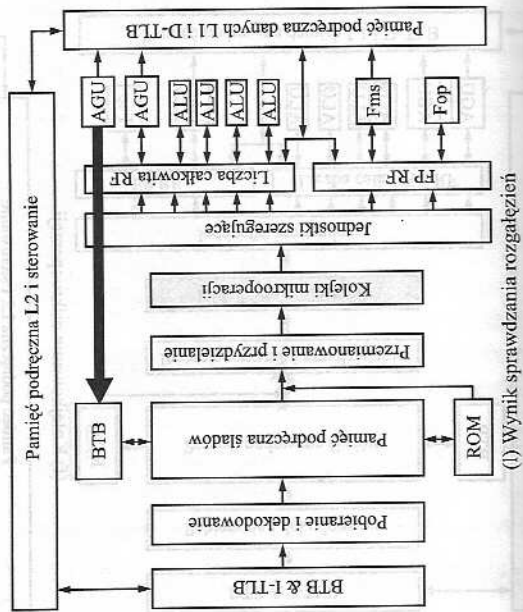 Pamięć podręczna L2 i sterowanie
BTB & I-TLB
Pobieranie i dekodowanie
BTB
Pamięć podręczna śladów
ROM
Przemianowanie i przydzielanie
Kolejki mikrooperacji
Jednostki szeregujące
Liczba całkowita RF
FP RF
AGU
AGU
ALU
ALU
ALU
ALU
Fms
Fop
Pamięć podręczna danych L1 i D-TLB
(l) Wynik sprawdzania rozgałęzień